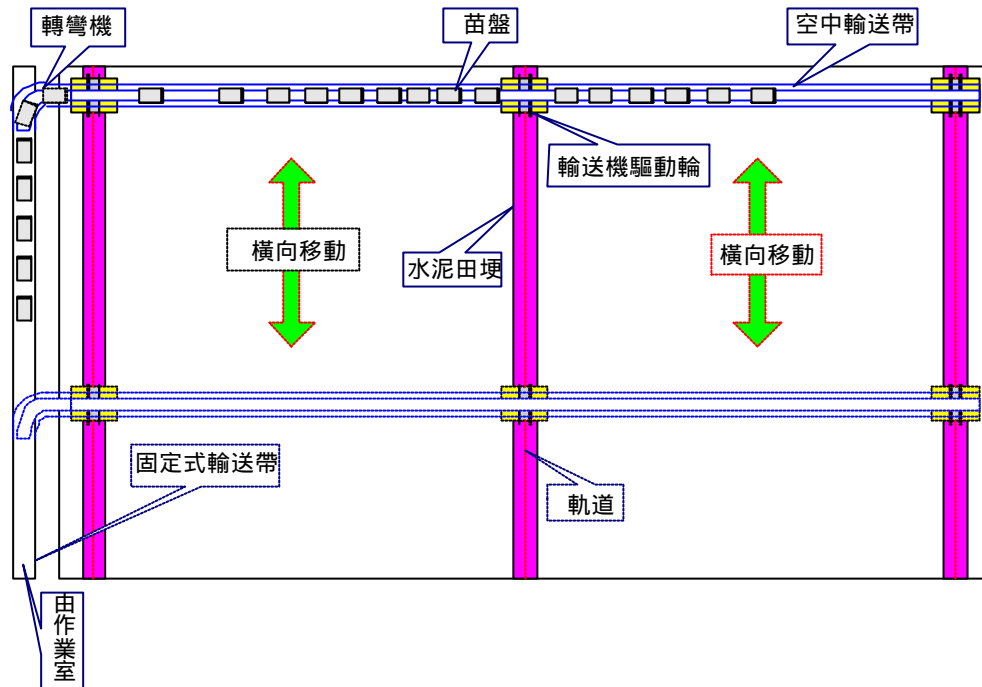 轉彎機
苗盤
空中輸送帶
輸送機驅動輪
橫向移動
水泥田埂
橫向移動
固定式輸送帶
軌道
由作業室